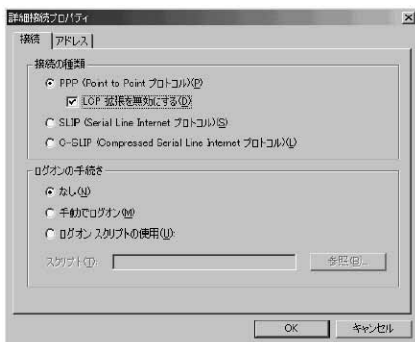 詳細接続プロパティ
接続
アドレス
接続の種類
PPP (Point to Point プロトコル)(P)
LCP 拡張を無効にする(D)
SLIP (Serial Line Internet プロトコル)(S)
C-SLIP (Compressed Serial Line Internet プロトコル)(L)
ログオンの手続き
なし(N)
手動でログオン(M)
ログオン スクリプトの使用(U):
スクリプト(T):
参照(B)...
OK
キャンセル